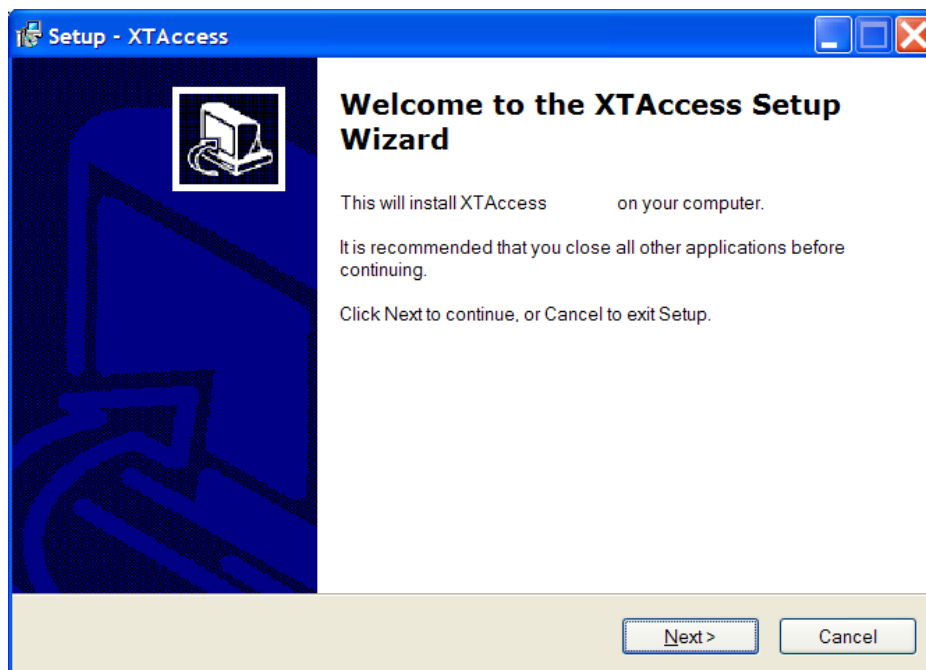 Setup - XTAccess
Welcome to the XTAccess Setup
Wizard
This will install XTAccess on your computer.
It is recommended that you close all other applications before
continuing.
Click Next to continue, or Cancel to exit Setup.
Next >
Cancel